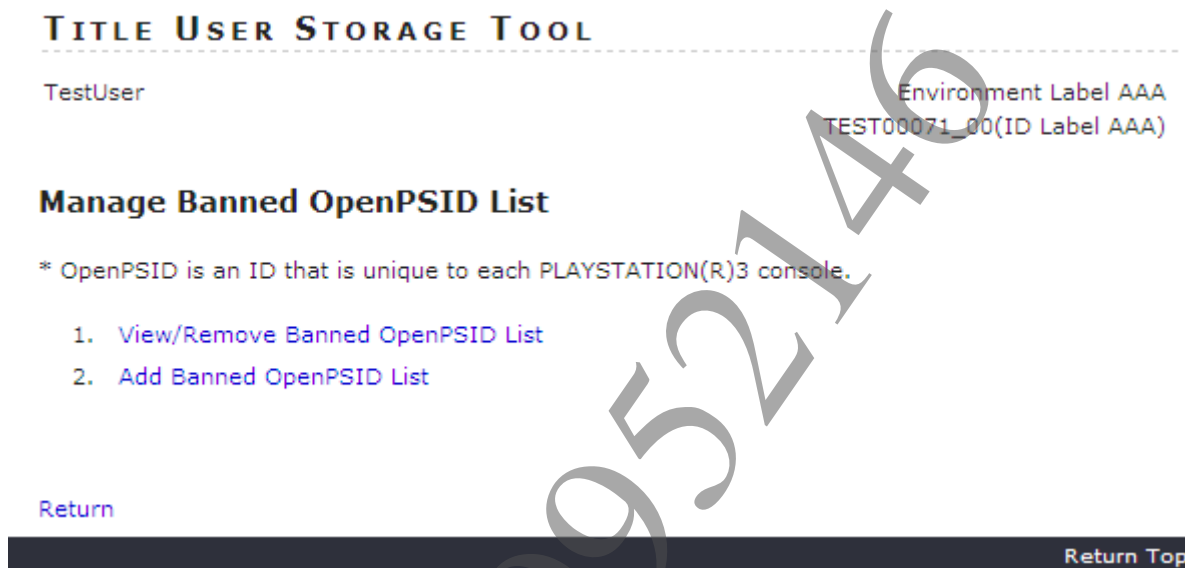 TITLE USER STORAGE TOOL
TestUser
Environment Label AAA
TEST00071_00(ID Label AAA)
Manage Banned OpenPSID List
* OpenPSID is an ID that is unique to each PLAYSTATION(R)3 console.
1. View/Remove Banned OpenPSID List
2. Add Banned OpenPSID List
Return
Return Top
952146